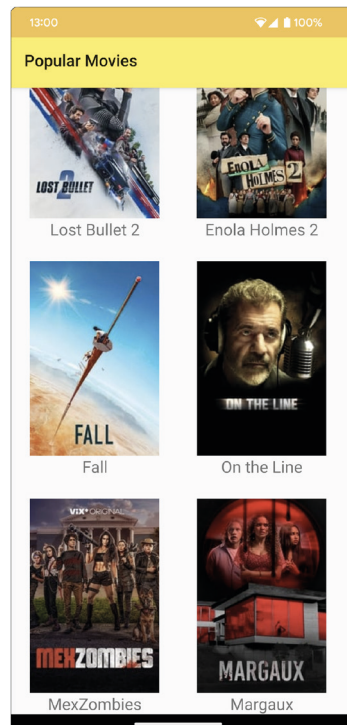 13:00
100%
Popular Movies
LOST BULLET
2
ENOLA
HOLMES 2
Lost Bullet 2
Enola Holmes 2
FALL
ON THE LINE
Fall
On the Line
ViX+ ORIGINAL
MEXZOMBIES
MARGAUX
MexZombies
Margaux